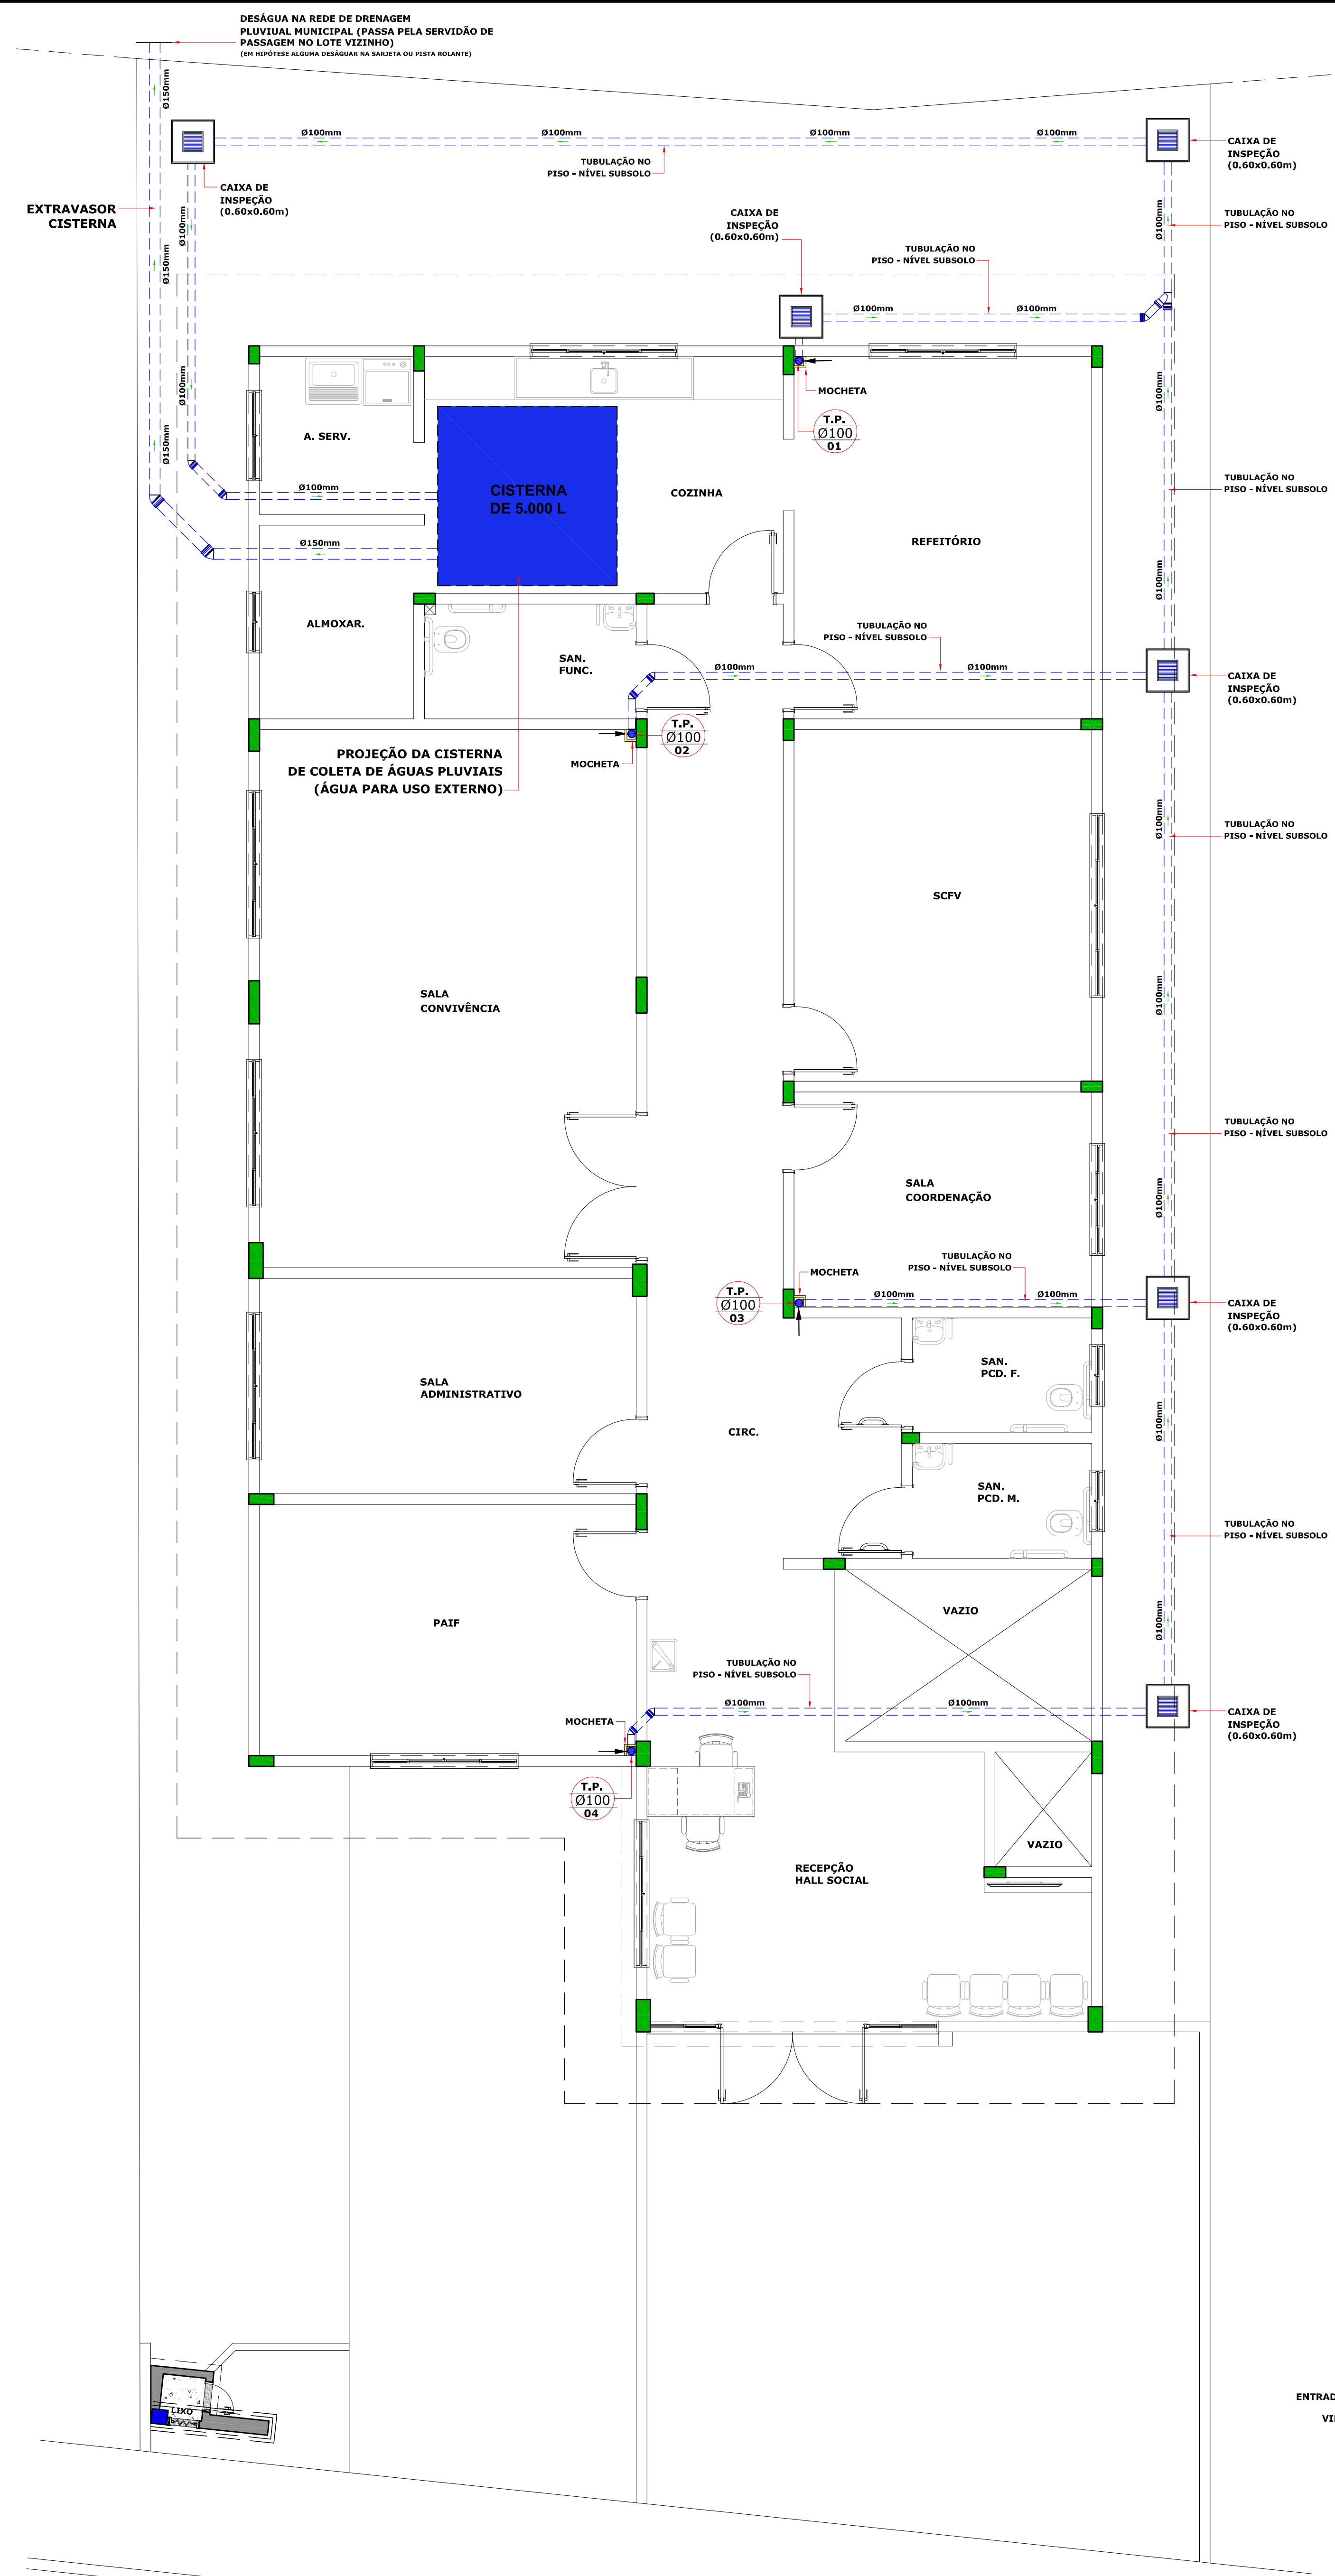 DESÁGUA NA REDE DE DRENAGEM
PLUVIUAL MUNICIPAL (PASSA PELA SERVIDÃO DE
PASSAGEM NO LOTE VIZINHO)
(EM HIPÓTESE ALGUMA DESÁGUAR NA SARJETA OU PISTA ROLANTE)
Ø150mm
Ø100mm
Ø100mm
Ø100mm
Ø100mm
CAIXA DE
INSPEÇÃO
(0.60x0.60m)
TUBULAÇÃO NO
PISO - NÍVEL SUBSOLO
CAIXA DE
INSPEÇÃO
(0.60x0.60m)
EXTRAVASOR
CISTERNA
Ø100mm
Ø150mm
CAIXA DE
INSPEÇÃO
(0.60x0.60m)
TUBULAÇÃO NO
PISO - NÍVEL SUBSOLO
Ø100mm
TUBULAÇÃO NO
PISO - NÍVEL SUBSOLO
Ø100mm
Ø100mm
Ø100mm
Ø150mm
MOCHETA
Ø100mm
T.P.
Ø100
01
A. SERV.
CISTERNA
DE 5.000 L
COZINHA
Ø100mm
TUBULAÇÃO NO
PISO - NÍVEL SUBSOLO
Ø150mm
REFEITÓRIO
Ø100mm
ALMOXAR.
TUBULAÇÃO NO
PISO - NÍVEL SUBSOLO
SAN.
FUNC.
Ø100mm
Ø100mm
CAIXA DE
INSPEÇÃO
(0.60x0.60m)
T.P.
Ø100
02
MOCHETA
PROJEÇÃO DA CISTERNA
DE COLETA DE ÁGUAS PLUVIAIS
(ÁGUA PARA USO EXTERNO)
Ø100mm
TUBULAÇÃO NO
PISO - NÍVEL SUBSOLO
SCFV
SALA
CONVIVÊNCIA
Ø100mm
TUBULAÇÃO NO
PISO - NÍVEL SUBSOLO
SALA
COORDENAÇÃO
Ø100mm
TUBULAÇÃO NO
PISO - NÍVEL SUBSOLO
MOCHETA
T.P.
Ø100
03
Ø100mm
Ø100mm
CAIXA DE
INSPEÇÃO
(0.60x0.60m)
SAN.
PCD. F.
SALA
ADMINISTRATIVO
Ø100mm
CIRC.
SAN.
PCD. M.
TUBULAÇÃO NO
PISO - NÍVEL SUBSOLO
VAZIO
PAIF
Ø100mm
TUBULAÇÃO NO
PISO - NÍVEL SUBSOLO
Ø100mm
Ø100mm
CAIXA DE
INSPEÇÃO
(0.60x0.60m)
MOCHETA
T.P.
Ø100
04
VAZIO
RECEPÇÃO
HALL SOCIAL
ENTRAD
VI
LIXO